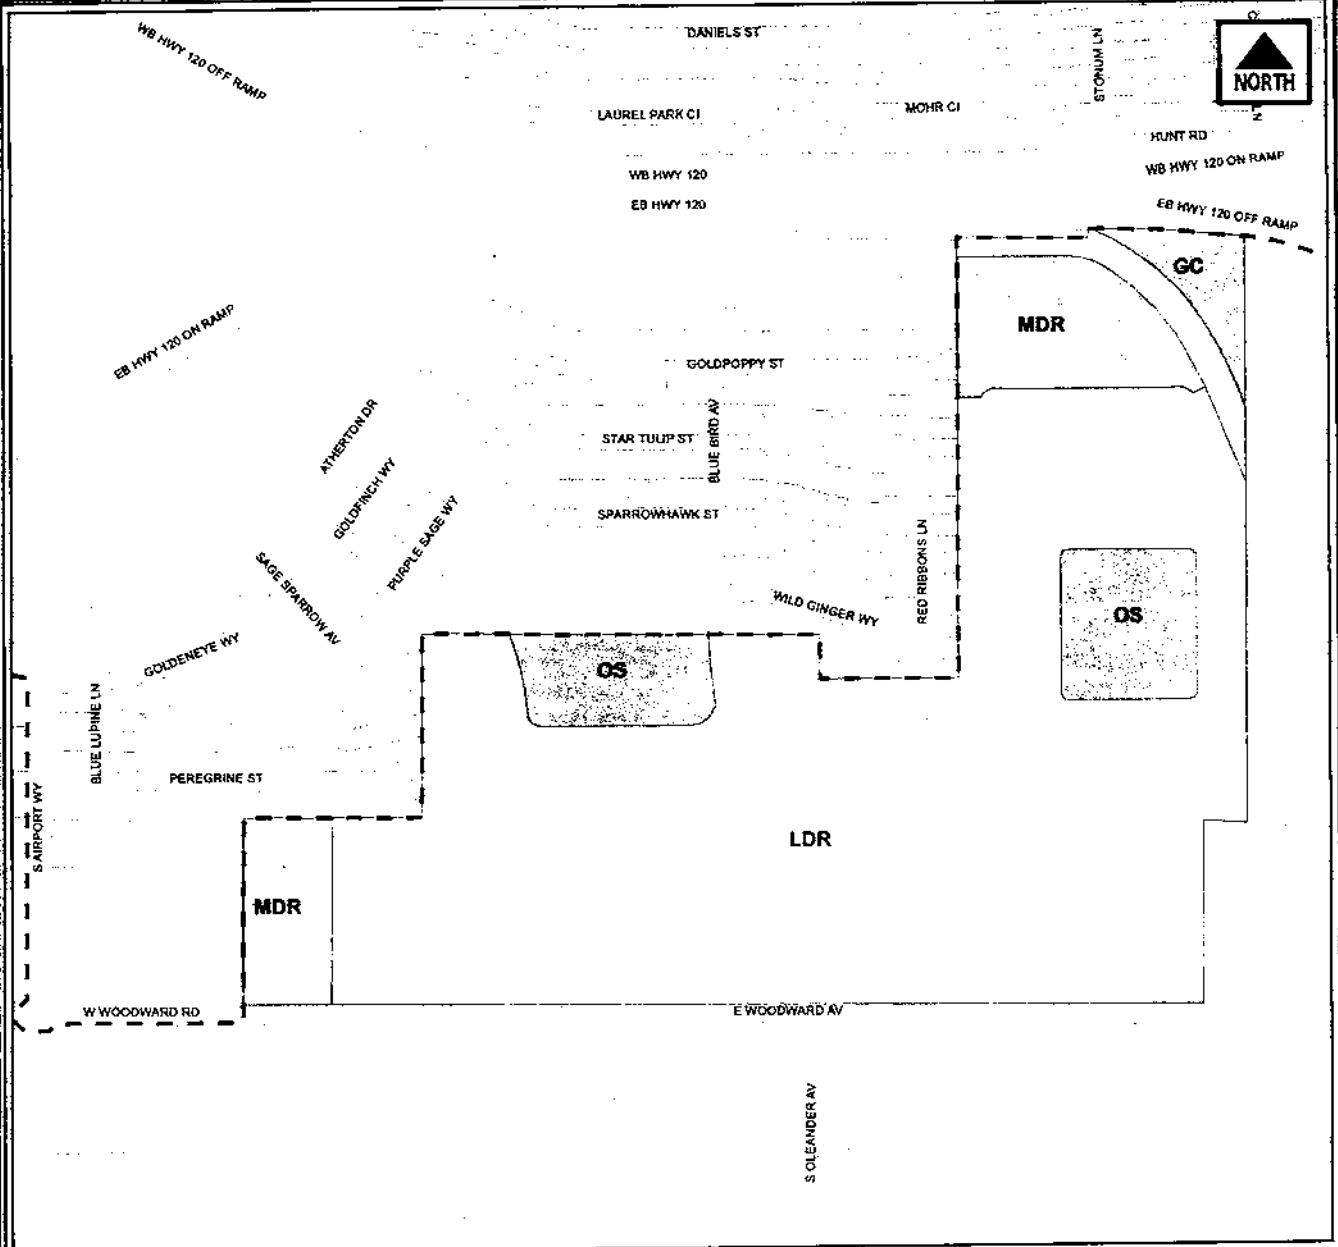 WB HWY 120 OFF RAMP
DANIELS ST
STONUM LN
NORTH
LAUREL PARK CI
MOHR CI
HUNT RD
WB HWY 120
WB HWY 120 ON RAMP
EB HWY 120
EB HWY 120 OFF RAMP
GC
MDR
EB HWY 120 ON RAMP
GOLDPOPPY ST
ATHERTON DR
STAR TULIP ST
BLUE BIRD AV
GOLDFINCH WY
PURPLE SAGE WY
SPARROWHAWK ST
RED RIBBONS LN
SAGE SPARROW AV
WILD GINGER WY
OS
GOLDENEYE WY
OS
BLUE LUPINE LN
PEREGRINE ST
S AIRPORT WY
LDR
MDR
W WOODWARD RD
E WOODWARD AV
S OLEANDER AV